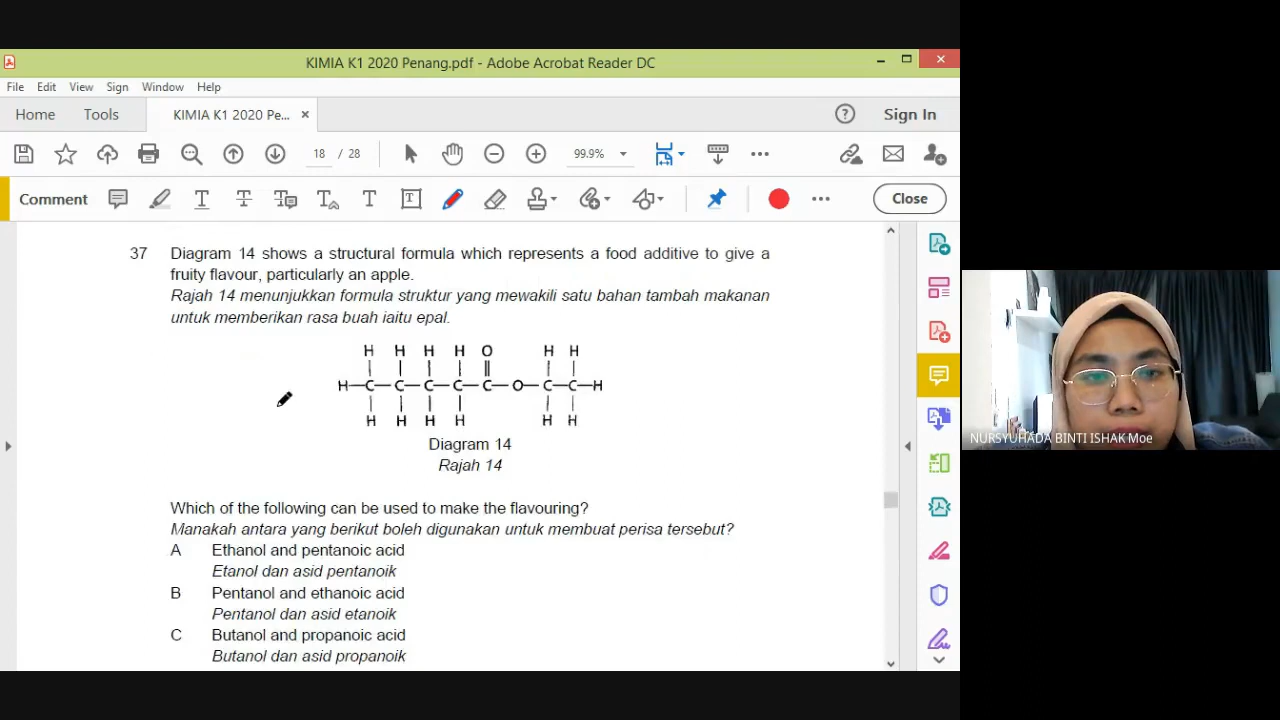 KIMIA K1 2020 Penang.pdf - Adobe Acrobat Reader DC
File Edit View Sign Window Help
Home Tools KIMIA K1 2020 Pe... × ? Sign In
18 / 28 99.9%
Comment T T T T T Close
37 Diagram 14 shows a structural formula which represents a food additive to give a
fruity flavour, particularly an apple.
Rajah 14 menunjukkan formula struktur yang mewakili satu bahan tambah makanan
untuk memberikan rasa buah iaitu epal.
H H H H O H H
H C C C C C O C C H
H H H H H H
Diagram 14
Rajah 14
Which of the following can be used to make the flavouring?
Manakah antara yang berikut boleh digunakan untuk membuat perisa tersebut?
A Ethanol and pentanoic acid
Etanol dan asid pentanoik
B Pentanol and ethanoic acid
Pentanol dan asid etanoik
C Butanol and propanoic acid
Butanol dan asid propanoik
NURSYUHADA BINTI ISHAK Moe